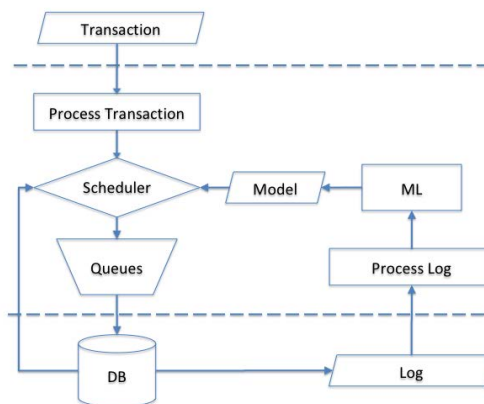 Transaction
Process Transaction
Scheduler
Model
ML
Queues
Process Log
DB
Log